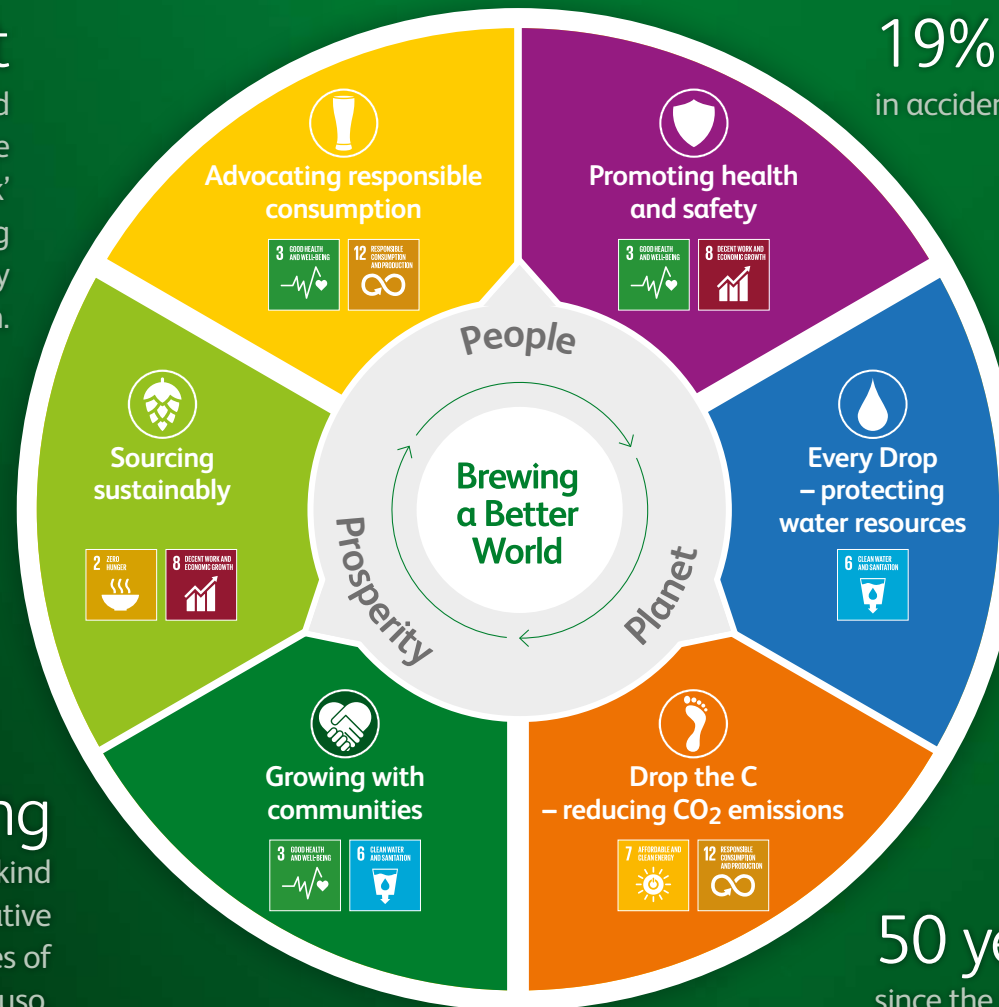 19%
in acciden
t
d
e
k'
g
y
n.
Advocating responsible
consumption
3 GOOD HEALTH
AND WELL-BEING
12 RESPONSIBLE
CONSUMPTION
AND PRODUCTION
Promoting health
and safety
3 GOOD HEALTH
AND WELL-BEING
8 DECENT WORK AND
ECONOMIC GROWTH
People
Sourcing
sustainably
2 ZERO
HUNGER
8 DECENT WORK AND
ECONOMIC GROWTH
Brewing
a Better
World
Every Drop
– protecting
water resources
6 CLEAN WATER
AND SANITATION
Prosperity
Planet
Growing with
communities
3 GOOD HEALTH
AND WELL-BEING
6 CLEAN WATER
AND SANITATION
Drop the C
– reducing CO2 emissions
7 AFFORDABLE AND
CLEAN ENERGY
12 RESPONSIBLE
CONSUMPTION
AND PRODUCTION
ng
kind
ative
es of
uso.
50 ye
since the